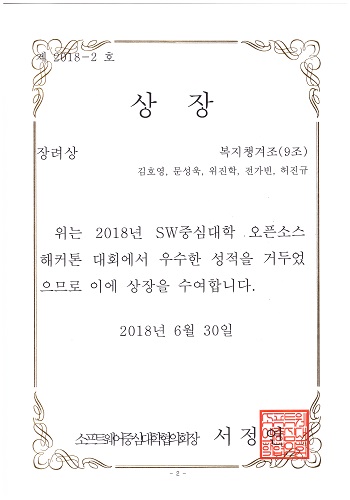 제 2018-2 호
상 장
장려상 복지챙겨조(9조)
김호영, 문성욱, 위진학, 전가빈, 허진규
위는 2018년 SW중심대학 오픈소스
해커톤 대회에서 우수한 성적을 거두었
으므로 이에 상장을 수여합니다.
2018년 6월 30일
소프트웨어중심대학협의회장 서정연
- 2 -